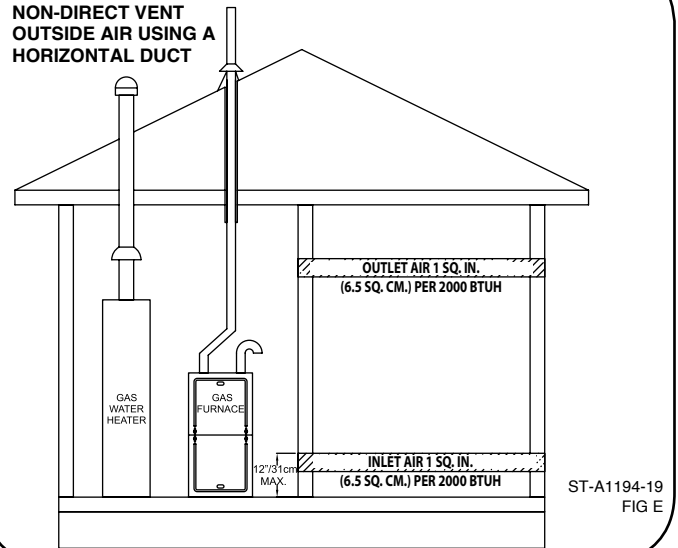 NON-DIRECT VENT
OUTSIDE AIR USING A
HORIZONTAL DUCT
OUTLET AIR 1 SQ. IN.
(6.5 SQ. CM.) PER 2000 BTUH
GAS
WATER
HEATER
GAS
FURNACE
12"/31cm
MAX.
INLET AIR 1 SQ. IN.
(6.5 SQ. CM.) PER 2000 BTUH
ST-A1194-19
FIG E